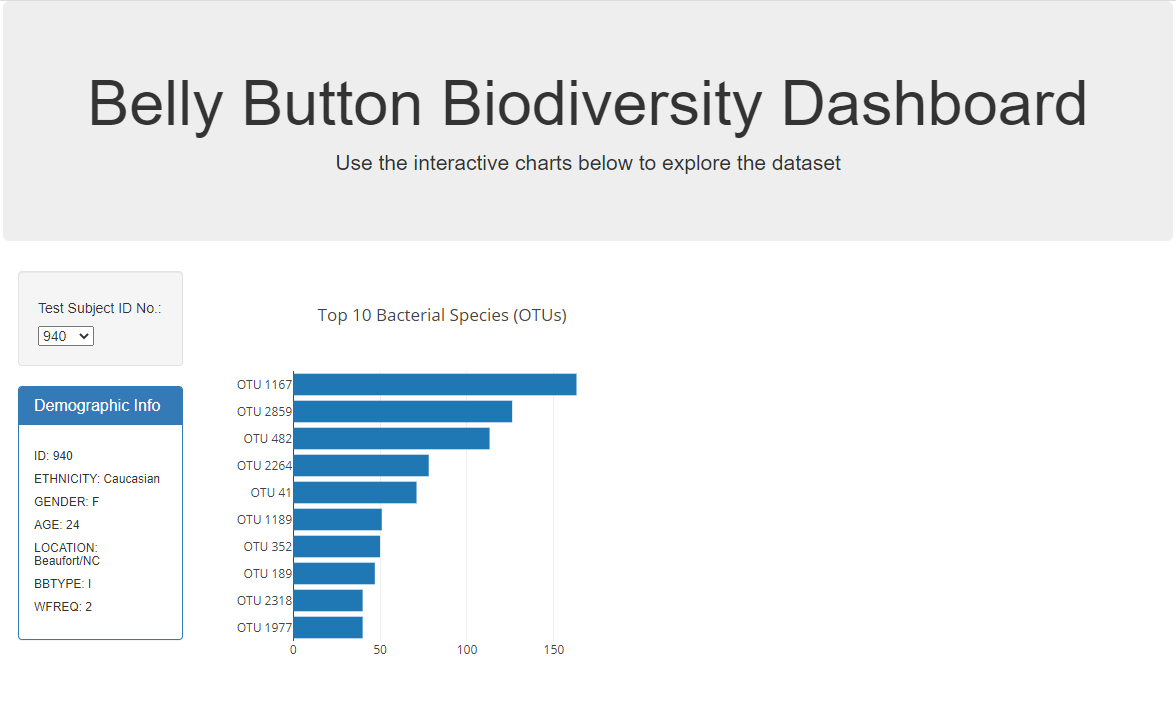 Belly Button Biodiversity Dashboard
Use the interactive charts below to explore the dataset
Test Subject ID No.:
940
Demographic Info
ID: 940
ETHNICITY: Caucasian
GENDER: F
AGE: 24
LOCATION:
Beaufort/NC
BBTYPE: I
WFREQ: 2
Top 10 Bacterial Species (OTUs)
OTU 1167
OTU 2859
OTU 482
OTU 2264
OTU 41
OTU 1189
OTU 352
OTU 189
OTU 2318
OTU 1977
0 50 100 150